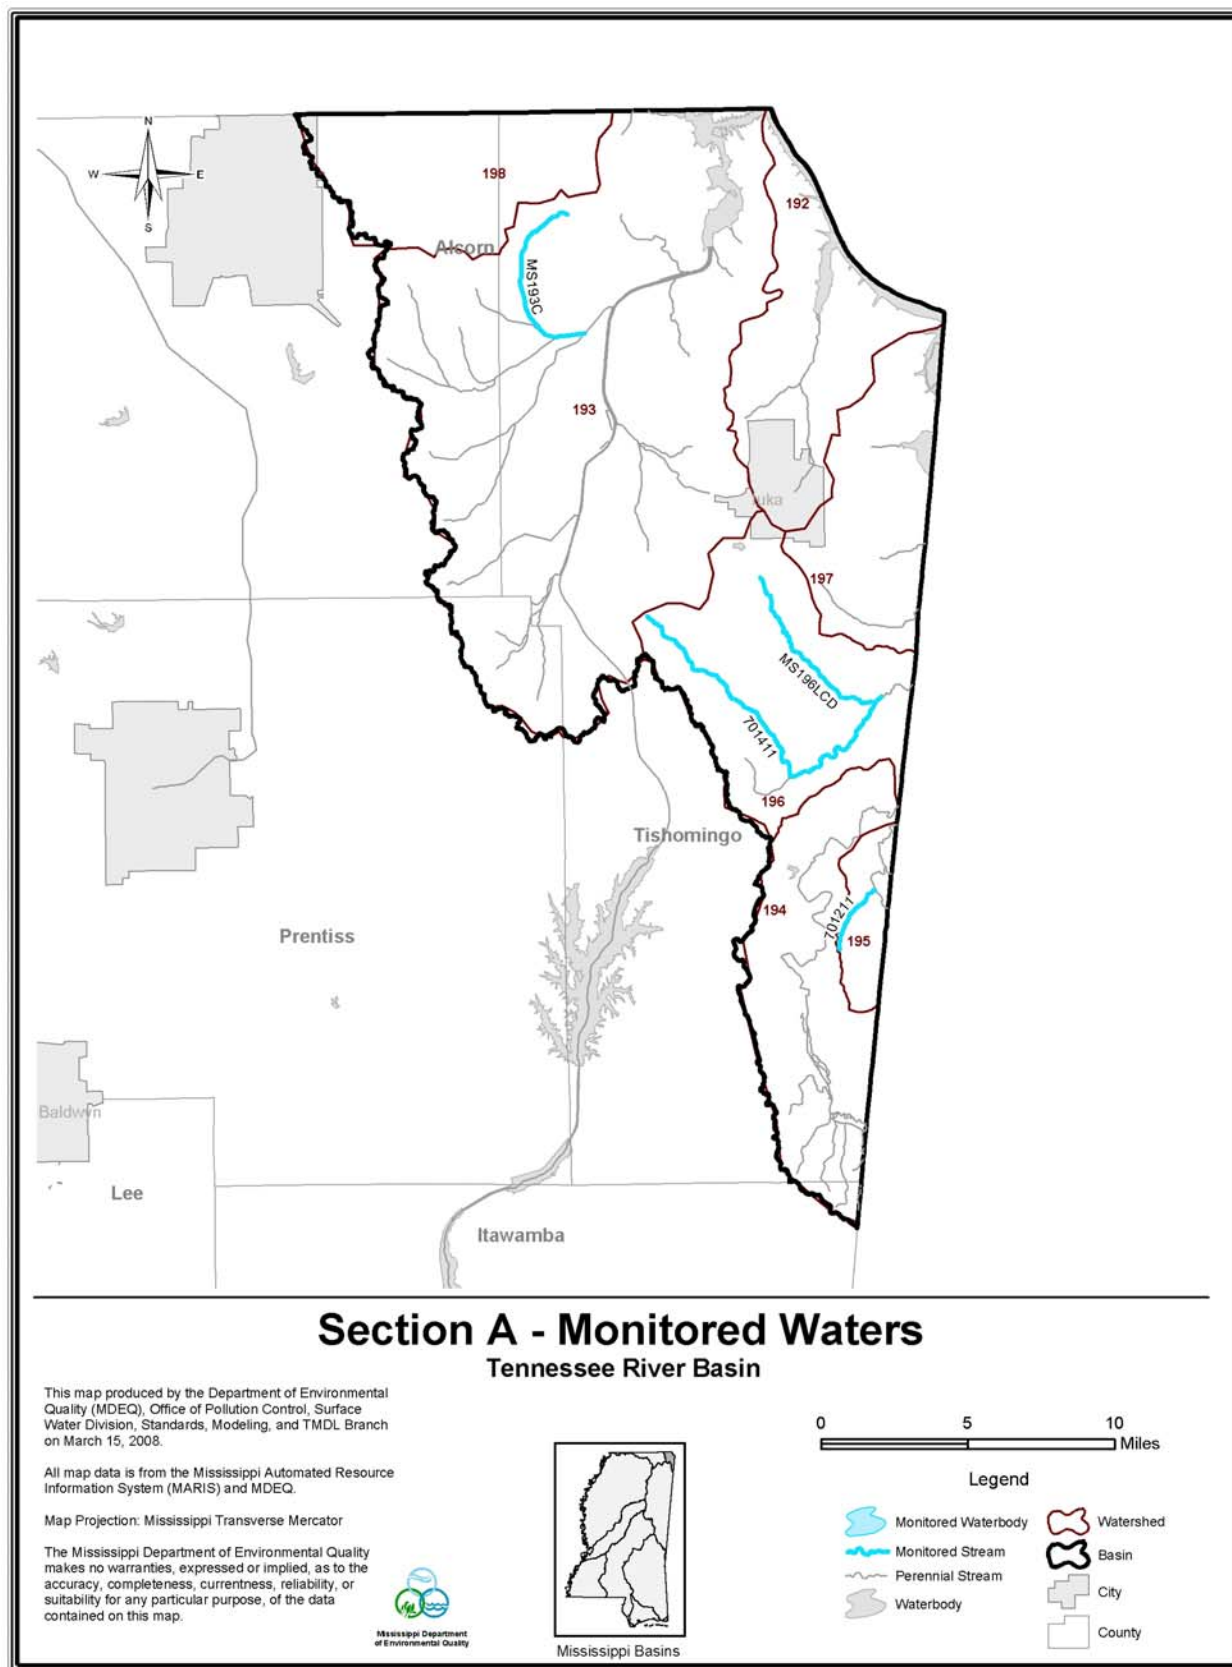 N
W
E
S
198
192
Alcorn
MS193C
193
Iuka
197
MS196LCD
701411
196
Tishomingo
194
701211
195
Prentiss
Baldwyn
Lee
Itawamba
Section A - Monitored Waters
Tennessee River Basin
This map produced by the Department of Environmental
Quality (MDEQ), Office of Pollution Control, Surface
Water Division, Standards, Modeling, and TMDL Branch
on March 15, 2008.
All map data is from the Mississippi Automated Resource
Information System (MARIS) and MDEQ.
Map Projection: Mississippi Transverse Mercator
The Mississippi Department of Environmental Quality
makes no warranties, expressed or implied, as to the
accuracy, completeness, currentness, reliability, or
suitability for any particular purpose, of the data
contained on this map.
Mississippi Department
of Environmental Quality
Mississippi Basins
0 5 10
Miles
Legend
Monitored Waterbody
Monitored Stream
Perennial Stream
Waterbody
Watershed
Basin
City
County